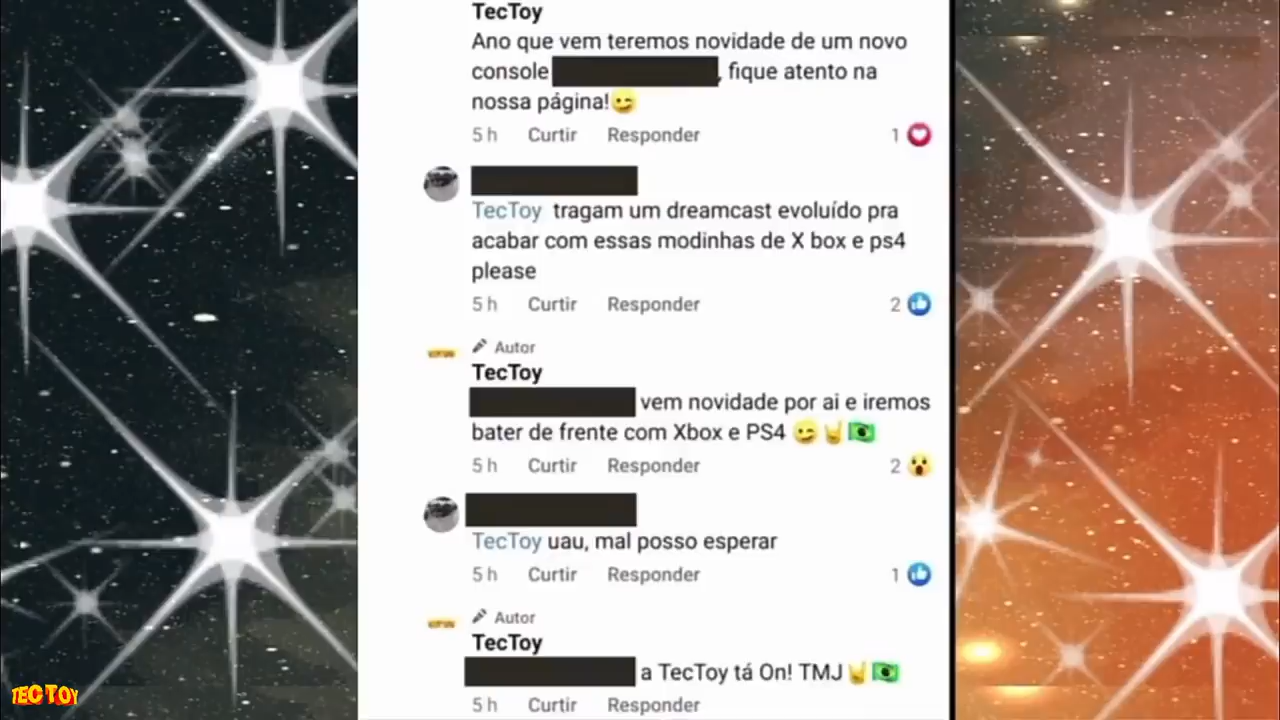 TecToy
Ano que vem teremos novidade de um novo
console , fique atento na
nossa página!😉
5 h Curtir Responder 1
TecToy tragam um dreamcast evoluído pra
acabar com essas modinhas de X box e ps4
please
5 h Curtir Responder 2
Autor
TecToy
vem novidade por ai e iremos
bater de frente com Xbox e PS4 😉🤘🇧🇷
5 h Curtir Responder 2
TecToy uau, mal posso esperar
5 h Curtir Responder 1
Autor
TecToy
a TecToy tá On! TMJ🤘🇧🇷
5 h Curtir Responder
TEC TOY